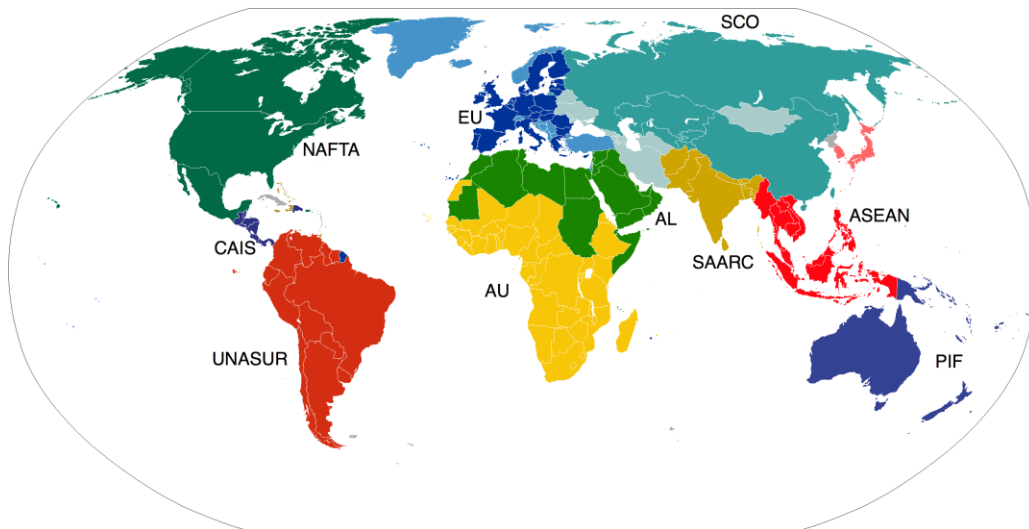 SCO
EU
NAFTA
AL
ASEAN
CAIS
SAARC
AU
UNASUR
PIF